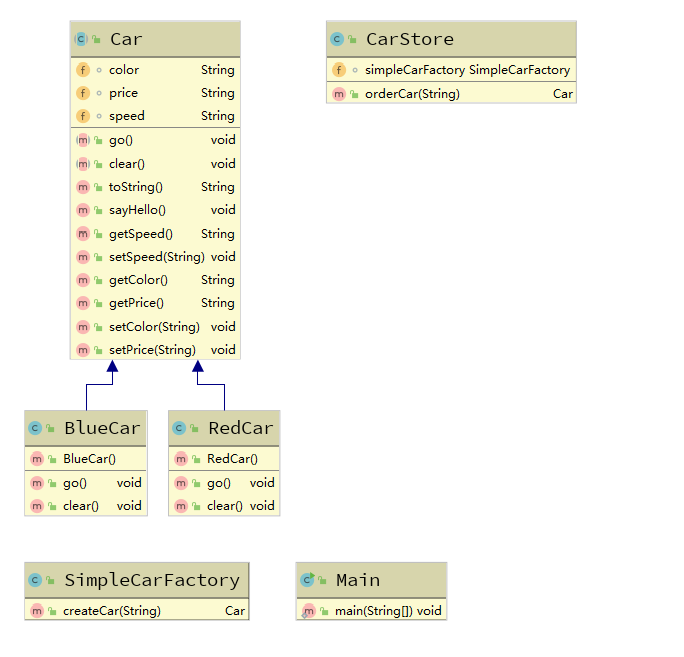 Car
color String
price String
speed String
go() void
clear() void
toString() String
sayHello() void
getSpeed() String
setSpeed(String) void
getColor() String
getPrice() String
setColor(String) void
setPrice(String) void
CarStore
simpleCarFactory SimpleCarFactory
orderCar(String) Car
BlueCar
BlueCar()
go() void
clear() void
RedCar
RedCar()
go() void
clear() void
SimpleCarFactory
createCar(String) Car
Main
main(String[]) void